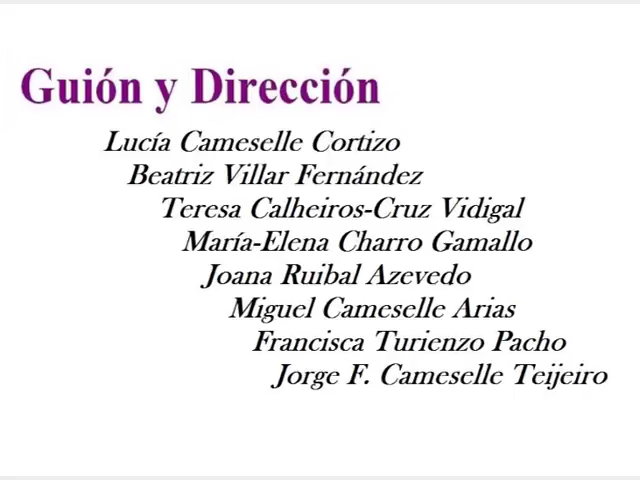 Guión y Dirección
Lucía Cameselle Cortizo
Beatriz Villar Fernández
Teresa Calheiros-Cruz Vidigal
María-Elena Charro Gamallo
Joana Ruibal Azevedo
Miguel Cameselle Arias
Francisca Turienzo Pacho
Jorge F. Cameselle Teijeiro